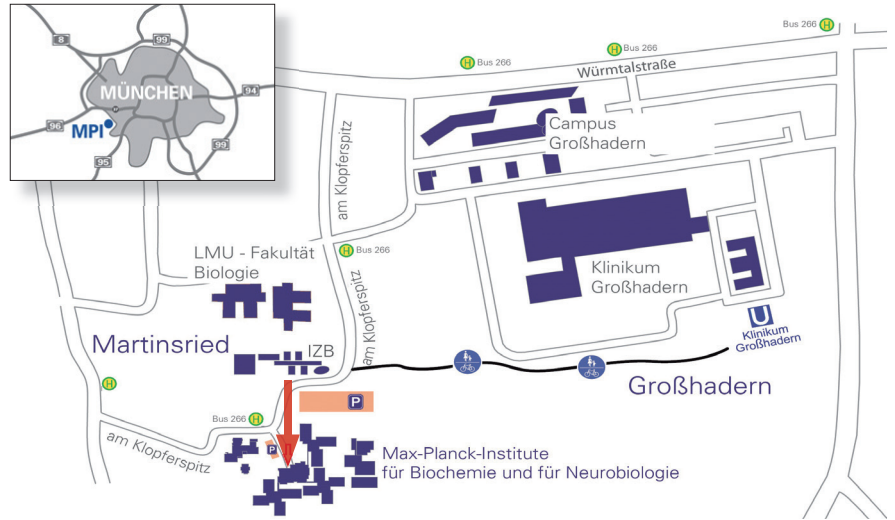 8
99
MÜNCHEN
94
96
MPI
99
95
H Bus 266
H Bus 266
Bus 266 H
Würmtalstraße
Campus
Großhadern
am Klopferspitz
H Bus 266
LMU - Fakultät
Biologie
Klinikum
Großhadern
am Klopferspitz
U
Klinikum
Großhadern
Martinsried
IZB
Großhadern
H
P
Bus 266 H
am Klopferspitz
P
Max-Planck-Institute
für Biochemie und für Neurobiologie